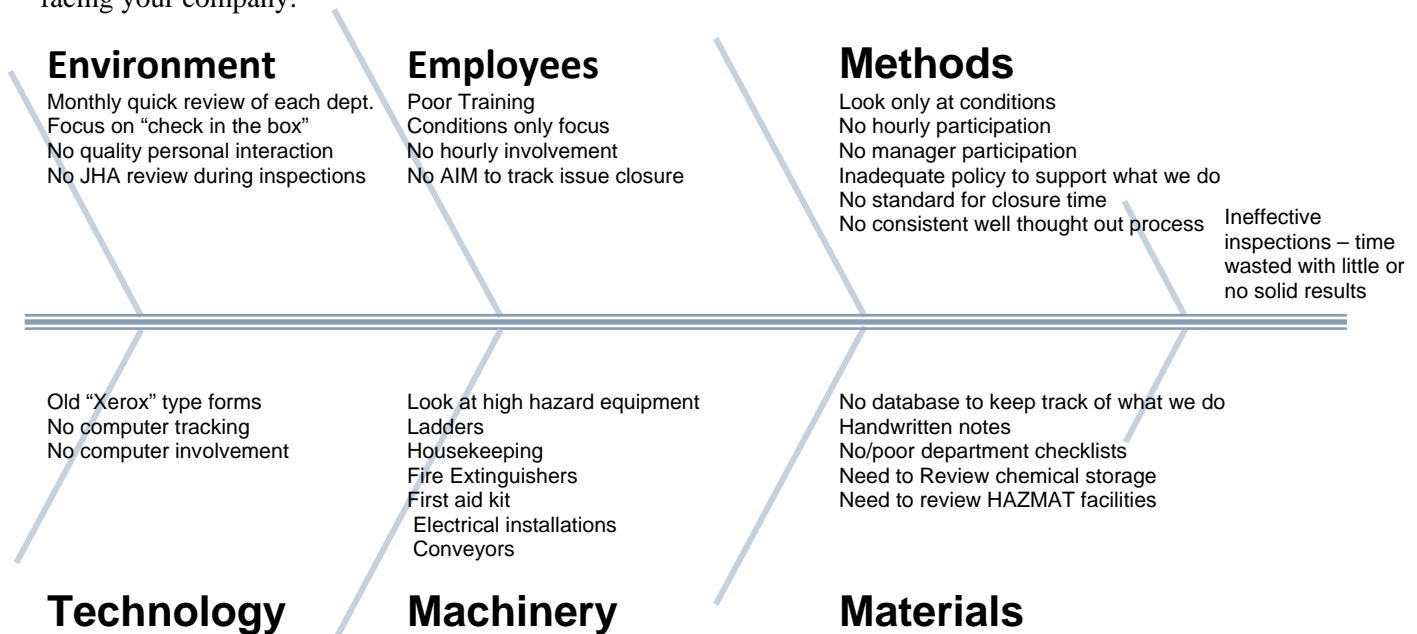 facing your company.
Environment
Monthly quick review of each dept.
Focus on “check in the box”
No quality personal interaction
No JHA review during inspections
Employees
Poor Training
Conditions only focus
No hourly involvement
No AIM to track issue closure
Methods
Look only at conditions
No hourly participation
No manager participation
Inadequate policy to support what we do
No standard for closure time
No consistent well thought out process
Ineffective
inspections – time
wasted with little or
no solid results
Old “Xerox” type forms
No computer tracking
No computer involvement
Technology
Look at high hazard equipment
Ladders
Housekeeping
Fire Extinguishers
First aid kit
Electrical installations
Conveyors
Machinery
No database to keep track of what we do
Handwritten notes
No/poor department checklists
Need to Review chemical storage
Need to review HAZMAT facilities
Materials